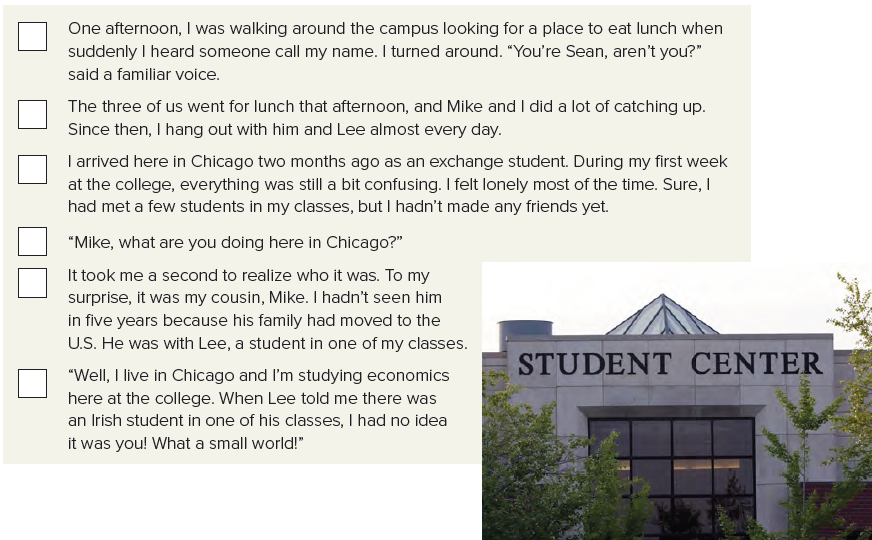 One afternoon, I was walking around the campus looking for a place to eat lunch when
suddenly I heard someone call my name. I turned around. “You’re Sean, aren’t you?”
said a familiar voice.
The three of us went for lunch that afternoon, and Mike and I did a lot of catching up.
Since then, I hang out with him and Lee almost every day.
I arrived here in Chicago two months ago as an exchange student. During my first week
at the college, everything was still a bit confusing. I felt lonely most of the time. Sure, I
had met a few students in my classes, but I hadn’t made any friends yet.
“Mike, what are you doing here in Chicago?”
It took me a second to realize who it was. To my
surprise, it was my cousin, Mike. I hadn’t seen him
in five years because his family had moved to the
U.S. He was with Lee, a student in one of my classes.
“Well, I live in Chicago and I’m studying economics
here at the college. When Lee told me there was
an Irish student in one of his classes, I had no idea
it was you! What a small world!”
STUDENT CENTER